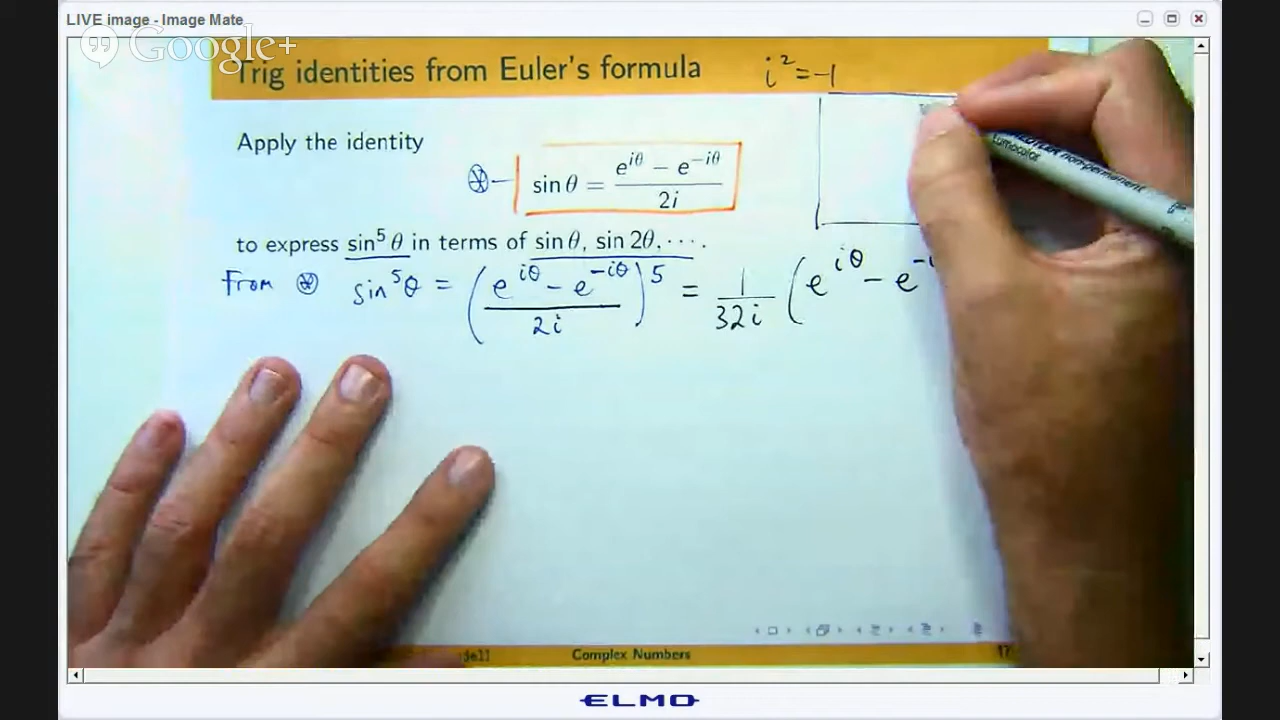 LIVE image - Image Mate
Google+
Trig identities from Euler's formula
i² = -1
Apply the identity
⊛ - sin θ = (e^{iθ} − e^{−iθ}) / 2i
to express sin⁵ θ in terms of sin θ, sin 2θ, ⋯.
From ⊛ sin⁵θ = ((e^{iθ} - e^{-iθ}) / 2i)⁵ = 1/32i (e^{iθ} - e^{-i
Complex Numbers
17
ELMO